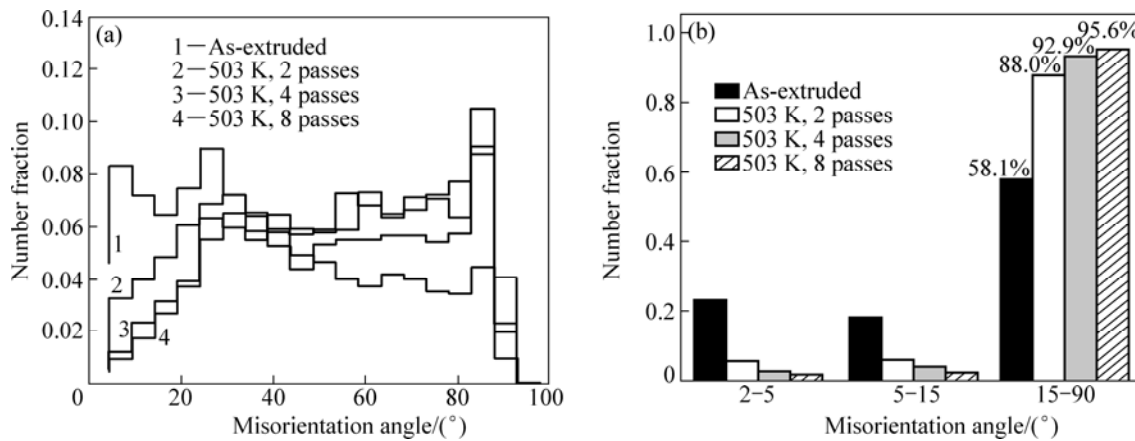 (a)
1—As-extruded
2—503 K, 2 passes
3—503 K, 4 passes
4—503 K, 8 passes
0.14
0.12
0.10
0.08
0.06
0.04
0.02
0
Number fraction
1
2
3
4
20
40
60
80
100
Misorientation angle/(°)
(b)
As-extruded
503 K, 2 passes
503 K, 4 passes
503 K, 8 passes
95.6%
92.9%
88.0%
58.1%
1.0
0.8
0.6
0.4
0.2
0
Number fraction
2−5
5−15
15−90
Misorientation angle/(°)